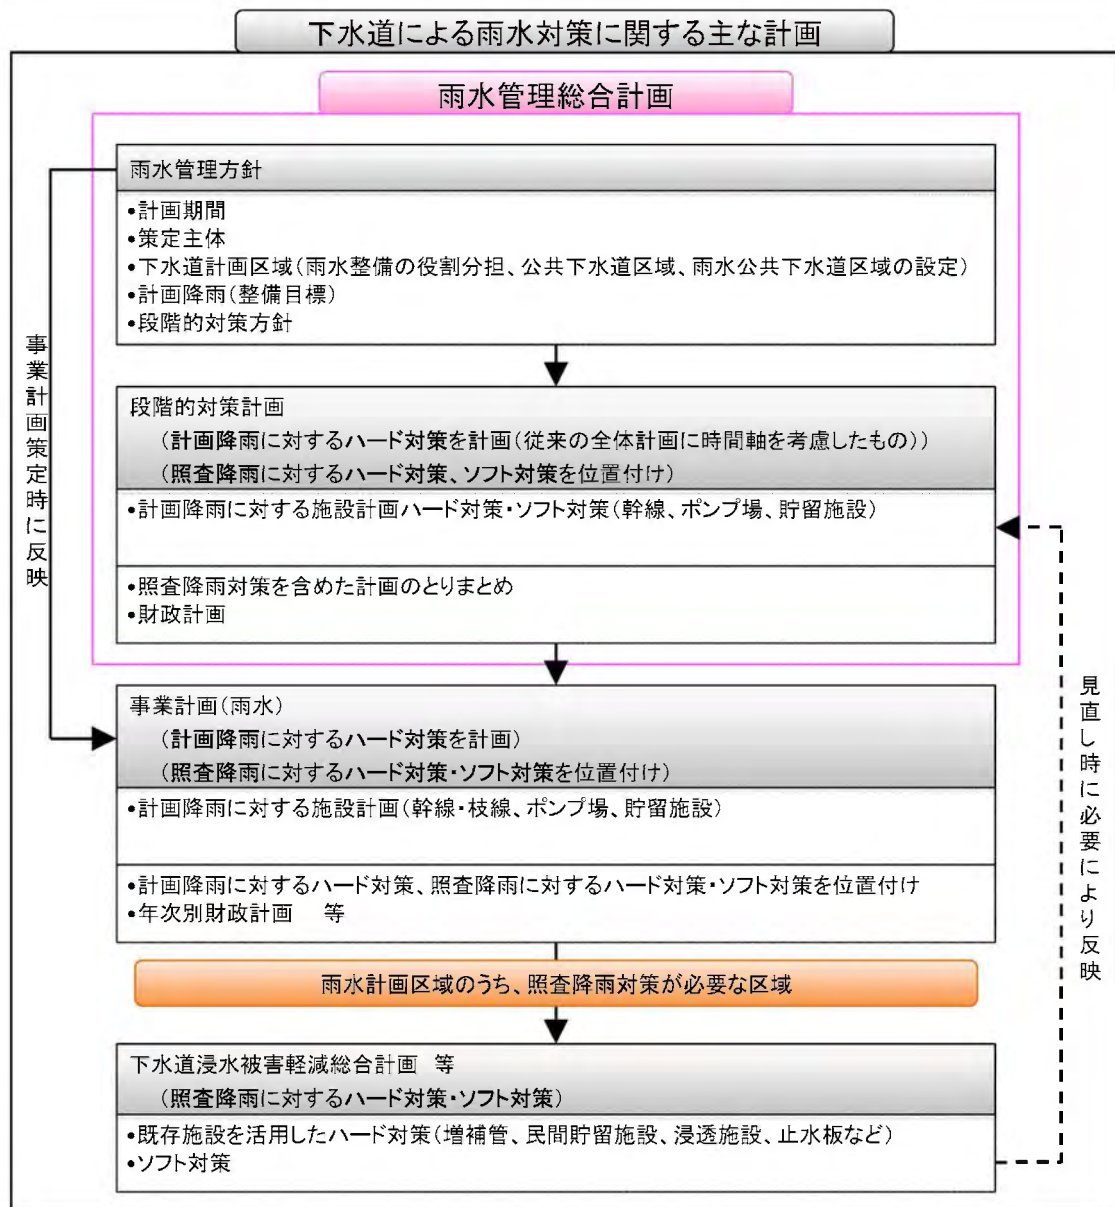 下水道による雨水対策に関する主な計画
雨水管理総合計画
雨水管理方針
•計画期間
•策定主体
•下水道計画区域(雨水整備の役割分担、公共下水道区域、雨水公共下水道区域の設定)
•計画降雨(整備目標)
•段階的対策方針
事業計画策定時に反映
段階的対策計画
(計画降雨に対するハード対策を計画(従来の全体計画に時間軸を考慮したもの))
(照査降雨に対するハード対策、ソフト対策を位置付け)
•計画降雨に対する施設計画ハード対策・ソフト対策(幹線、ポンプ場、貯留施設)
•照査降雨対策を含めた計画のとりまとめ
•財政計画
事業計画(雨水)
(計画降雨に対するハード対策を計画)
(照査降雨に対するハード対策・ソフト対策を位置付け)
•計画降雨に対する施設計画(幹線・枝線、ポンプ場、貯留施設)
•計画降雨に対するハード対策、照査降雨に対するハード対策・ソフト対策を位置付け
•年次別財政計画 等
見直し時に必要により反映
雨水計画区域のうち、照査降雨対策が必要な区域
下水道浸水被害軽減総合計画 等
(照査降雨に対するハード対策・ソフト対策)
•既存施設を活用したハード対策(増補管、民間貯留施設、浸透施設、止水板など)
•ソフト対策